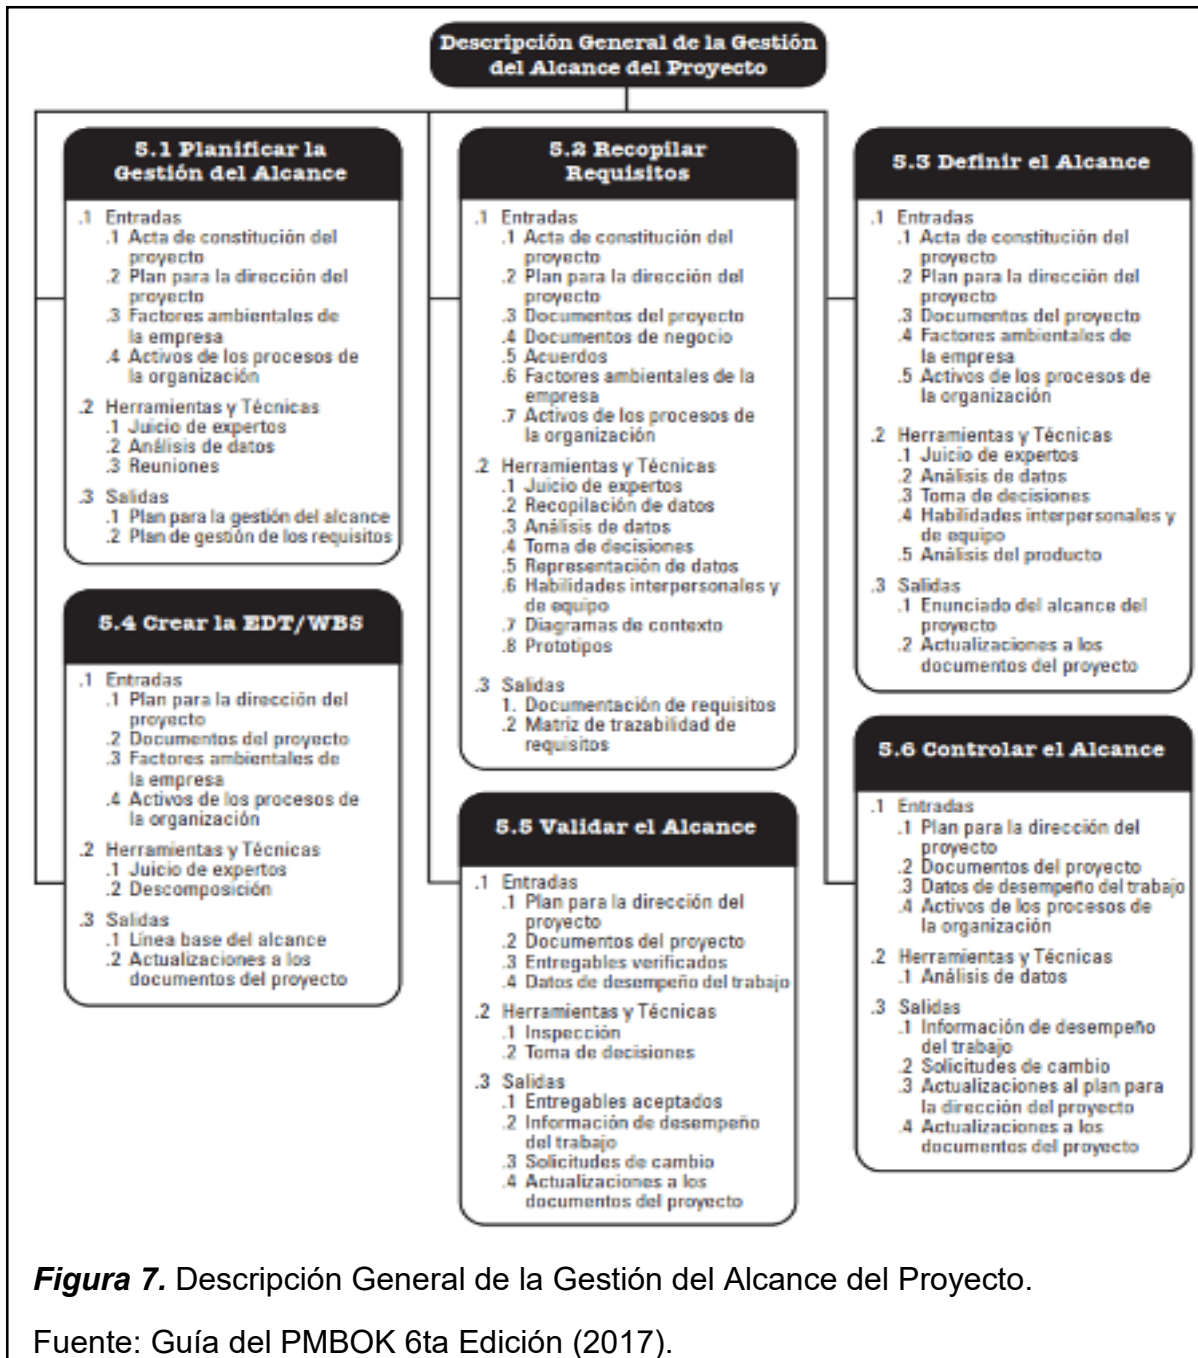 Descripción General de la Gestión
del Alcance del Proyecto
5.1 Planificar la
Gestión del Alcance
.1 Entradas
.1 Acta de constitución del
proyecto
.2 Plan para la dirección del
proyecto
.3 Factores ambientales de
la empresa
.4 Activos de los procesos de
la organización
.2 Herramientas y Técnicas
.1 Juicio de expertos
.2 Análisis de datos
.3 Reuniones
.3 Salidas
.1 Plan para la gestión del alcance
.2 Plan de gestión de los requisitos
5.2 Recopilar
Requisitos
.1 Entradas
.1 Acta de constitución del
proyecto
.2 Plan para la dirección del
proyecto
.3 Documentos del proyecto
.4 Documentos de negocio
.5 Acuerdos
.6 Factores ambientales de la
empresa
.7 Activos de los procesos de
la organización
.2 Herramientas y Técnicas
.1 Juicio de expertos
.2 Recopilación de datos
.3 Análisis de datos
.4 Toma de decisiones
.5 Representación de datos
.6 Habilidades interpersonales y
de equipo
.7 Diagramas de contexto
.8 Prototipos
.3 Salidas
1. Documentación de requisitos
.2 Matriz de trazabilidad de
requisitos
5.3 Definir el Alcance
.1 Entradas
.1 Acta de constitución del
proyecto
.2 Plan para la dirección del
proyecto
.3 Documentos del proyecto
.4 Factores ambientales de
la empresa
.5 Activos de los procesos de
la organización
.2 Herramientas y Técnicas
.1 Juicio de expertos
.2 Análisis de datos
.3 Toma de decisiones
.4 Habilidades interpersonales y
de equipo
.5 Análisis del producto
.3 Salidas
.1 Enunciado del alcance del
proyecto
.2 Actualizaciones a los
documentos del proyecto
5.4 Crear la EDT/WBS
.1 Entradas
.1 Plan para la dirección del
proyecto
.2 Documentos del proyecto
.3 Factores ambientales de
la empresa
.4 Activos de los procesos de
la organización
.2 Herramientas y Técnicas
.1 Juicio de expertos
.2 Descomposición
.3 Salidas
.1 Línea base del alcance
.2 Actualizaciones a los
documentos del proyecto
5.5 Validar el Alcance
.1 Entradas
.1 Plan para la dirección del
proyecto
.2 Documentos del proyecto
.3 Entregables verificados
.4 Datos de desempeño del trabajo
.2 Herramientas y Técnicas
.1 Inspección
.2 Toma de decisiones
.3 Salidas
.1 Entregables aceptados
.2 Información de desempeño
del trabajo
.3 Solicitudes de cambio
.4 Actualizaciones a los
documentos del proyecto
5.6 Controlar el Alcance
.1 Entradas
.1 Plan para la dirección del
proyecto
.2 Documentos del proyecto
.3 Datos de desempeño del trabajo
.4 Activos de los procesos de
la organización
.2 Herramientas y Técnicas
.1 Análisis de datos
.3 Salidas
.1 Información de desempeño
del trabajo
.2 Solicitudes de cambio
.3 Actualizaciones al plan para
la dirección del proyecto
.4 Actualizaciones a los
documentos del proyecto
Figura 7. Descripción General de la Gestión del Alcance del Proyecto.
Fuente: Guía del PMBOK 6ta Edición (2017).